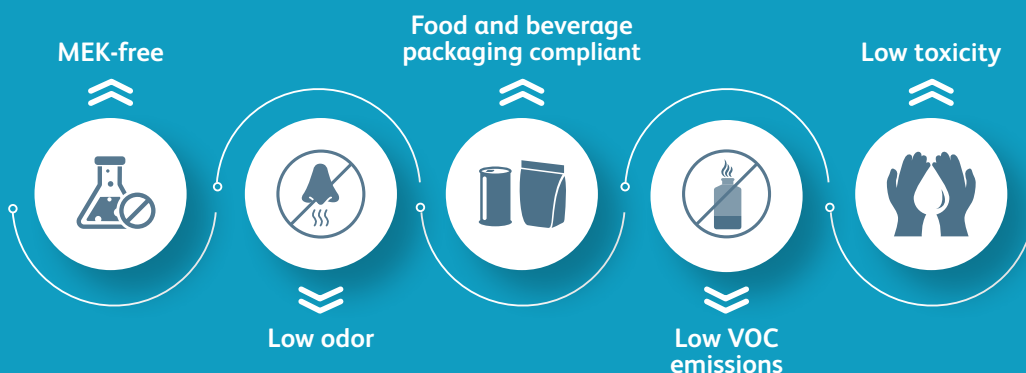 MEK-free
Low odor
Food and beverage
packaging compliant
Low VOC
emissions
Low toxicity